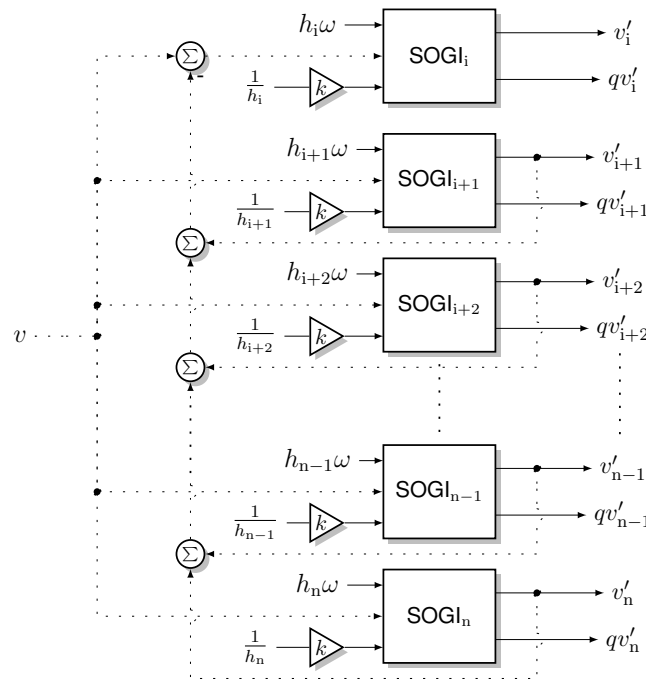 h_i ω
Σ
-
SOGI_i
v′_i
1/h_i
k
qv′_i
h_{i+1} ω
SOGI_{i+1}
v′_{i+1}
1/h_{i+1}
k
qv′_{i+1}
Σ
h_{i+2} ω
SOGI_{i+2}
v′_{i+2}
v
1/h_{i+2}
k
qv′_{i+2}
Σ
h_{n−1} ω
SOGI_{n−1}
v′_{n−1}
1/h_{n−1}
k
qv′_{n−1}
Σ
h_n ω
SOGI_n
v′_n
1/h_n
k
qv′_n